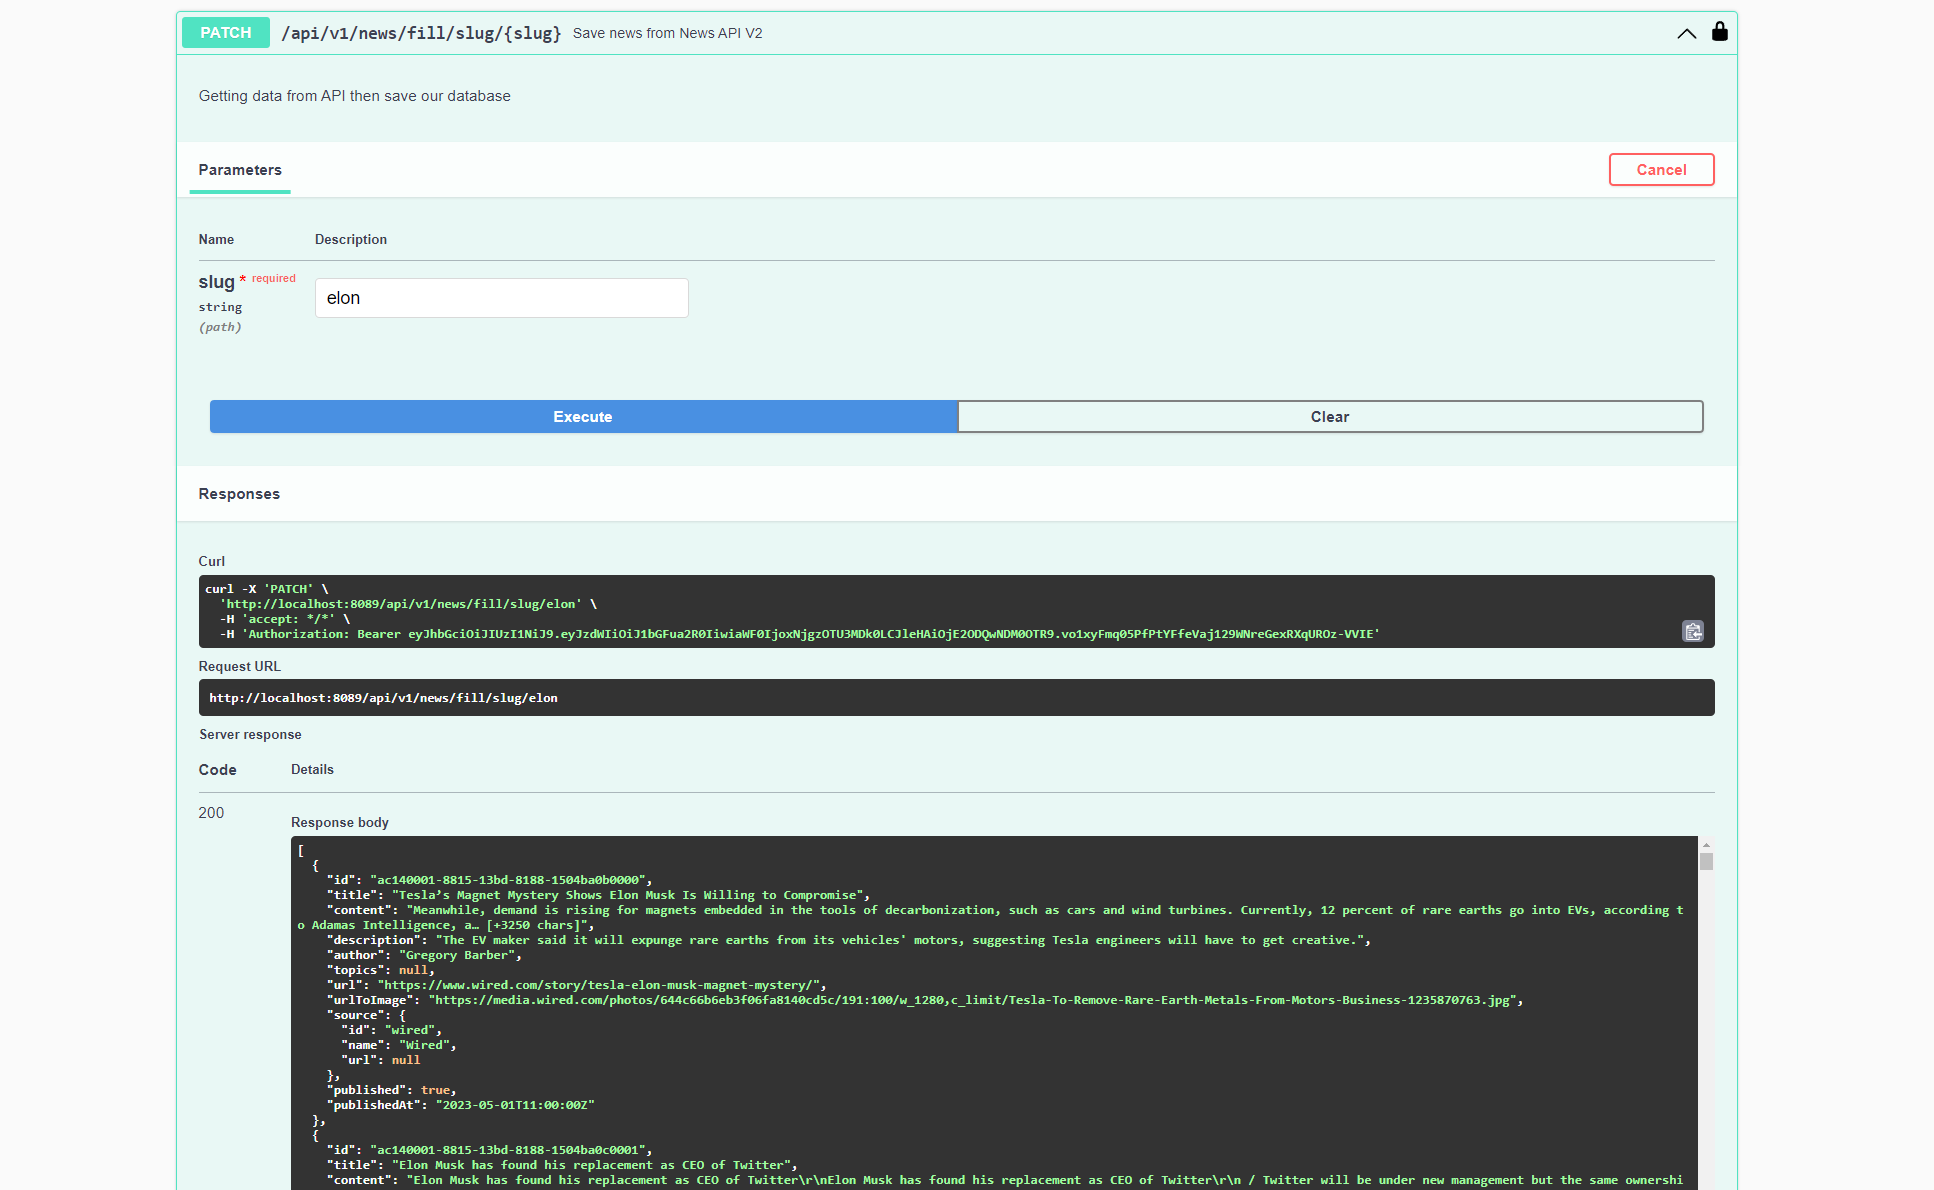 PATCH /api/v1/news/fill/slug/{slug} Save news from News API V2
Getting data from API then save our database
Parameters
Cancel
Name Description
slug * required
string
(path)
elon
Execute
Clear
Responses
Curl
curl -X 'PATCH' \
  'http://localhost:8089/api/v1/news/fill/slug/elon' \
  -H 'accept: */*' \
  -H 'Authorization: Bearer eyJhbGciOiJIUzI1NiJ9.eyJzdWIiOiJ1bGFua2R0IiwiaWF0IjoxNjgzOTU3MDk0LCJleHAiOjE2ODQwNDM0OTR9.vo1xyFmq05PfPtYFfeVaj129WNreGexRXqUROz-VVIE'
Request URL
http://localhost:8089/api/v1/news/fill/slug/elon
Server response
Code Details
200
Response body
[
  {
    "id": "ac140001-8815-13bd-8188-1504ba0b0000",
    "title": "Tesla’s Magnet Mystery Shows Elon Musk Is Willing to Compromise",
    "content": "Meanwhile, demand is rising for magnets embedded in the tools of decarbonization, such as cars and wind turbines. Currently, 12 percent of rare earths go into EVs, according t
o Adamas Intelligence, a… [+3250 chars]",
    "description": "The EV maker said it will expunge rare earths from its vehicles' motors, suggesting Tesla engineers will have to get creative.",
    "author": "Gregory Barber",
    "topics": null,
    "url": "https://www.wired.com/story/tesla-elon-musk-magnet-mystery/",
    "urlToImage": "https://media.wired.com/photos/644c66b6eb3f06fa8140cd5c/191:100/w_1280,c_limit/Tesla-To-Remove-Rare-Earth-Metals-From-Motors-Business-1235870763.jpg",
    "source": {
      "id": "wired",
      "name": "Wired",
      "url": null
    },
    "published": true,
    "publishedAt": "2023-05-01T11:00:00Z"
  },
  {
    "id": "ac140001-8815-13bd-8188-1504ba0c0001",
    "title": "Elon Musk has found his replacement as CEO of Twitter",
    "content": "Elon Musk has found his replacement as CEO of Twitter\r\nElon Musk has found his replacement as CEO of Twitter\r\n / Twitter will be under new management but the same ownershi